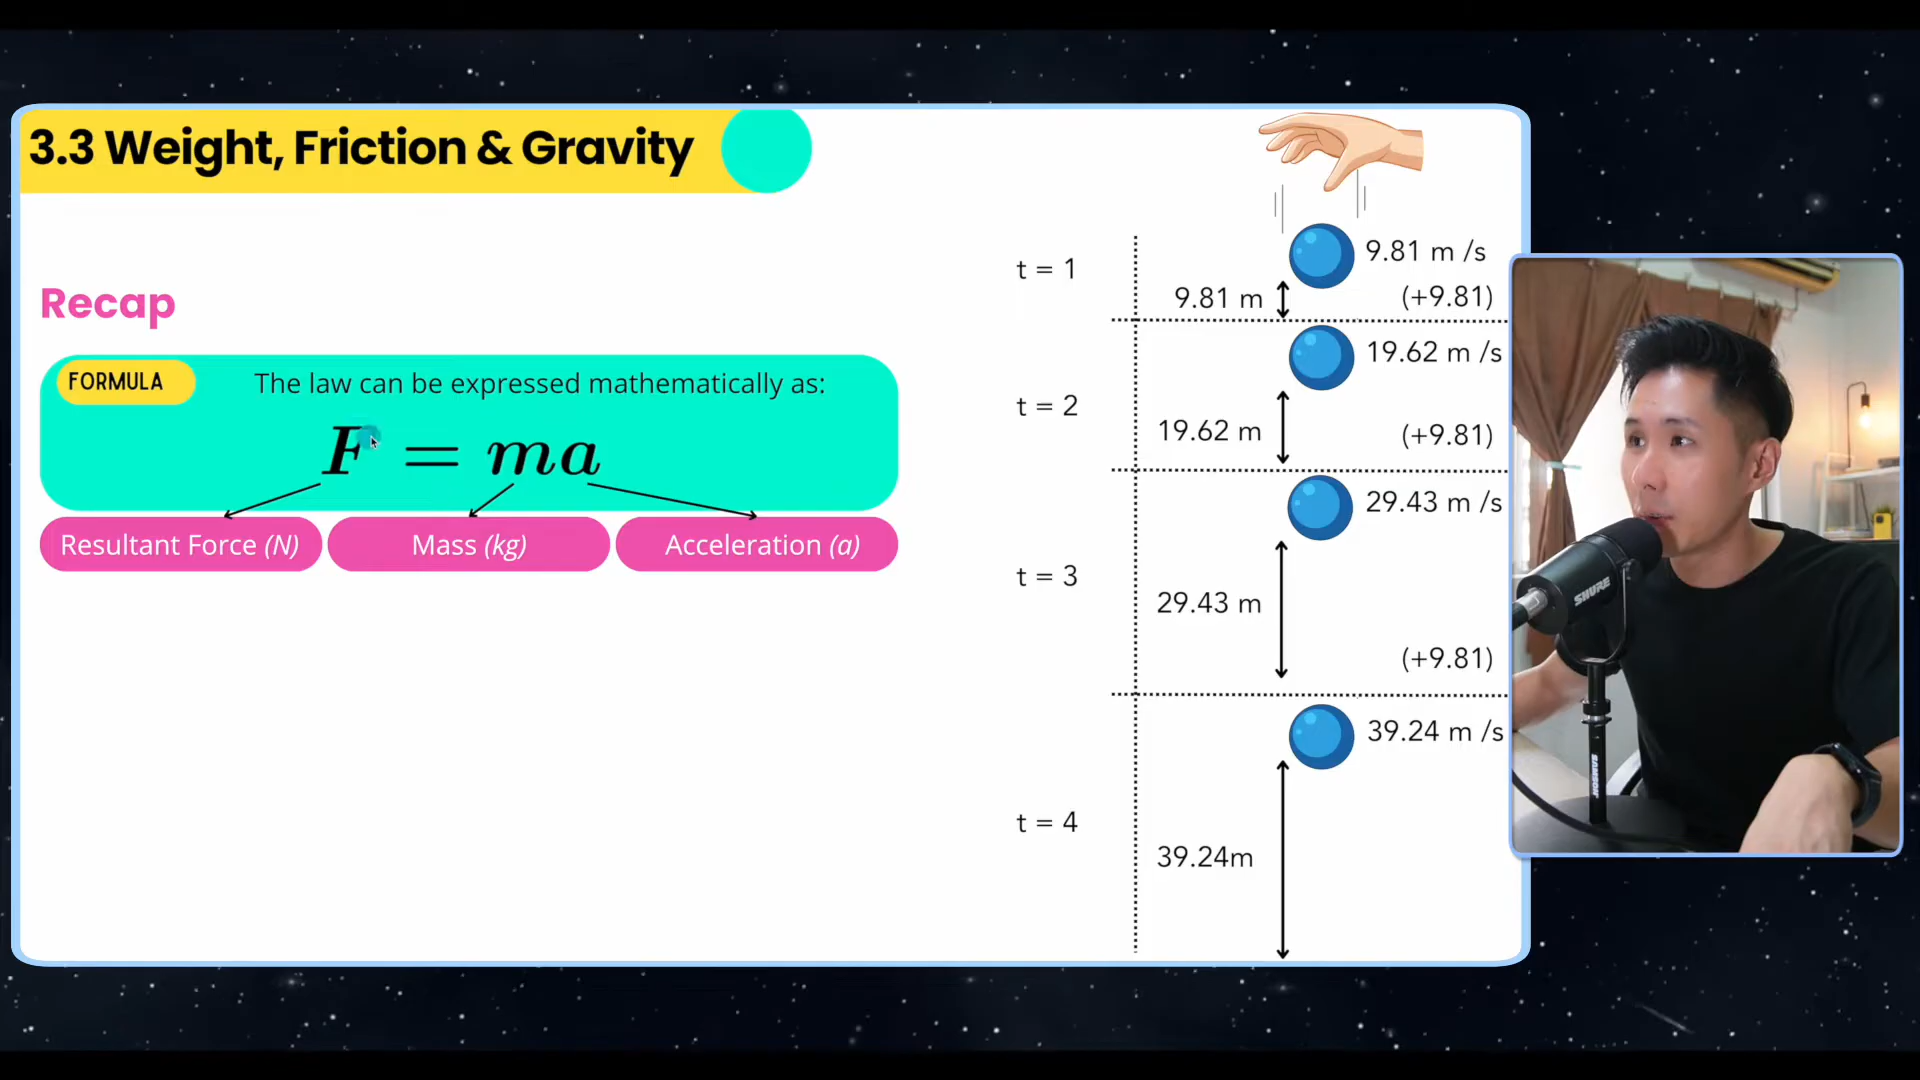 3.3 Weight, Friction & Gravity
Recap
FORMULA
The law can be expressed mathematically as:
F = ma
Resultant Force (N)
Mass (kg)
Acceleration (a)
t = 1
9.81 m
9.81 m /s
(+9.81)
t = 2
19.62 m
19.62 m /s
(+9.81)
t = 3
29.43 m
29.43 m /s
(+9.81)
t = 4
39.24m
39.24 m /s
SHURE
SAMSON